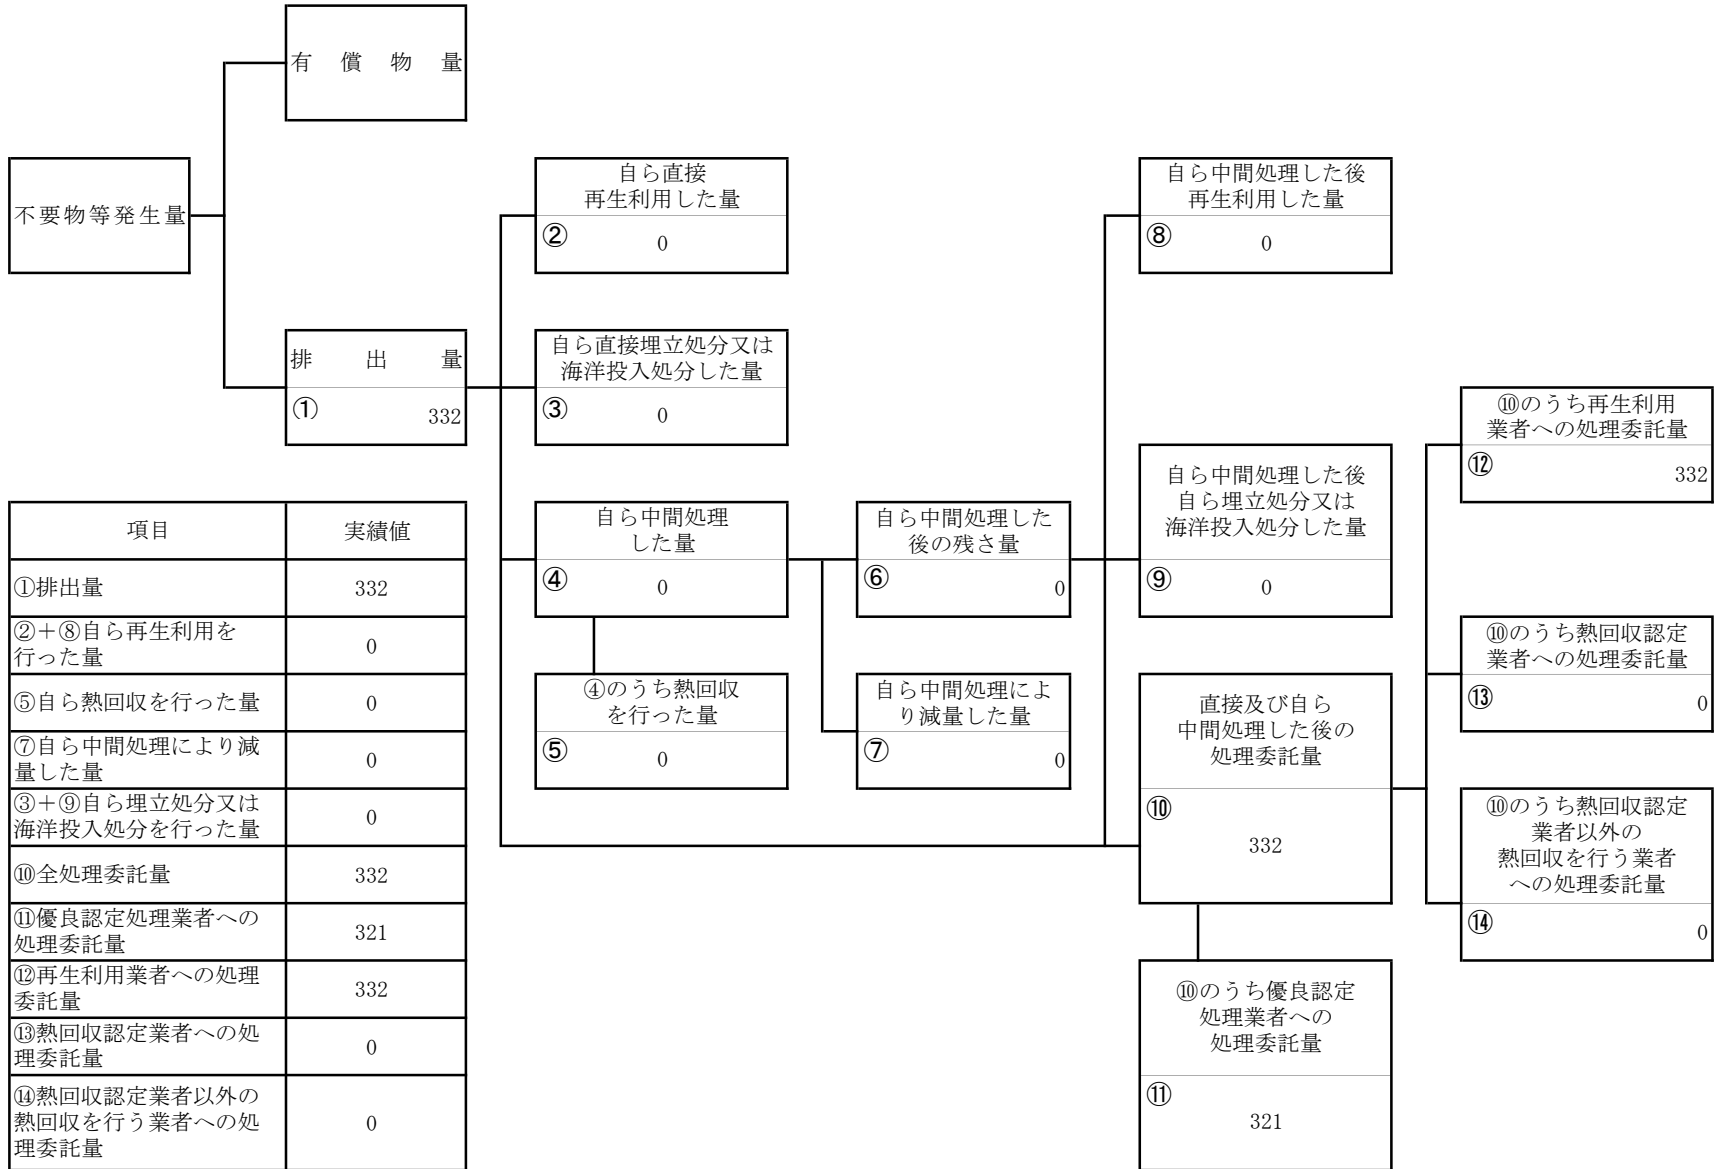 有償物量
不要物等発生量
排出量
① 332
自ら直接
再生利用した量
② 0
自ら直接埋立処分又は
海洋投入処分した量
③ 0
自ら中間処理
した量
④ 0
④のうち熱回収
を行った量
⑤ 0
自ら中間処理した
後の残さ量
⑥ 0
自ら中間処理によ
り減量した量
⑦ 0
自ら中間処理した後
再生利用した量
⑧ 0
自ら中間処理した後
自ら埋立処分又は
海洋投入処分した量
⑨ 0
直接及び自ら
中間処理した後の
処理委託量
⑩
332
⑩のうち優良認定
処理業者への
処理委託量
⑪
321
⑩のうち再生利用
業者への処理委託量
⑫ 332
⑩のうち熱回収認定
業者への処理委託量
⑬ 0
⑩のうち熱回収認定
業者以外の
熱回収を行う業者
への処理委託量
⑭ 0
項目 実績値
①排出量 332
②+⑧自ら再生利用を
行った量 0
⑤自ら熱回収を行った量 0
⑦自ら中間処理により減
量した量 0
③+⑨自ら埋立処分又は
海洋投入処分を行った量 0
⑩全処理委託量 332
⑪優良認定処理業者への
処理委託量 321
⑫再生利用業者への処理
委託量 332
⑬熱回収認定業者への処
理委託量 0
⑭熱回収認定業者以外の
熱回収を行う業者への処 0
理委託量